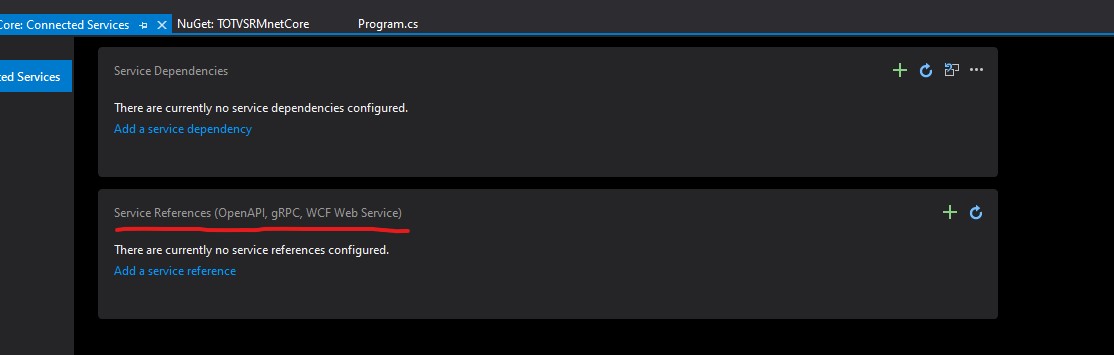 Core: Connected Services NuGet: TOTVSRMnetCore Program.cs
ted Services
Service Dependencies
There are currently no service dependencies configured.
Add a service dependency
Service References (OpenAPI, gRPC, WCF Web Service)
There are currently no service references configured.
Add a service reference